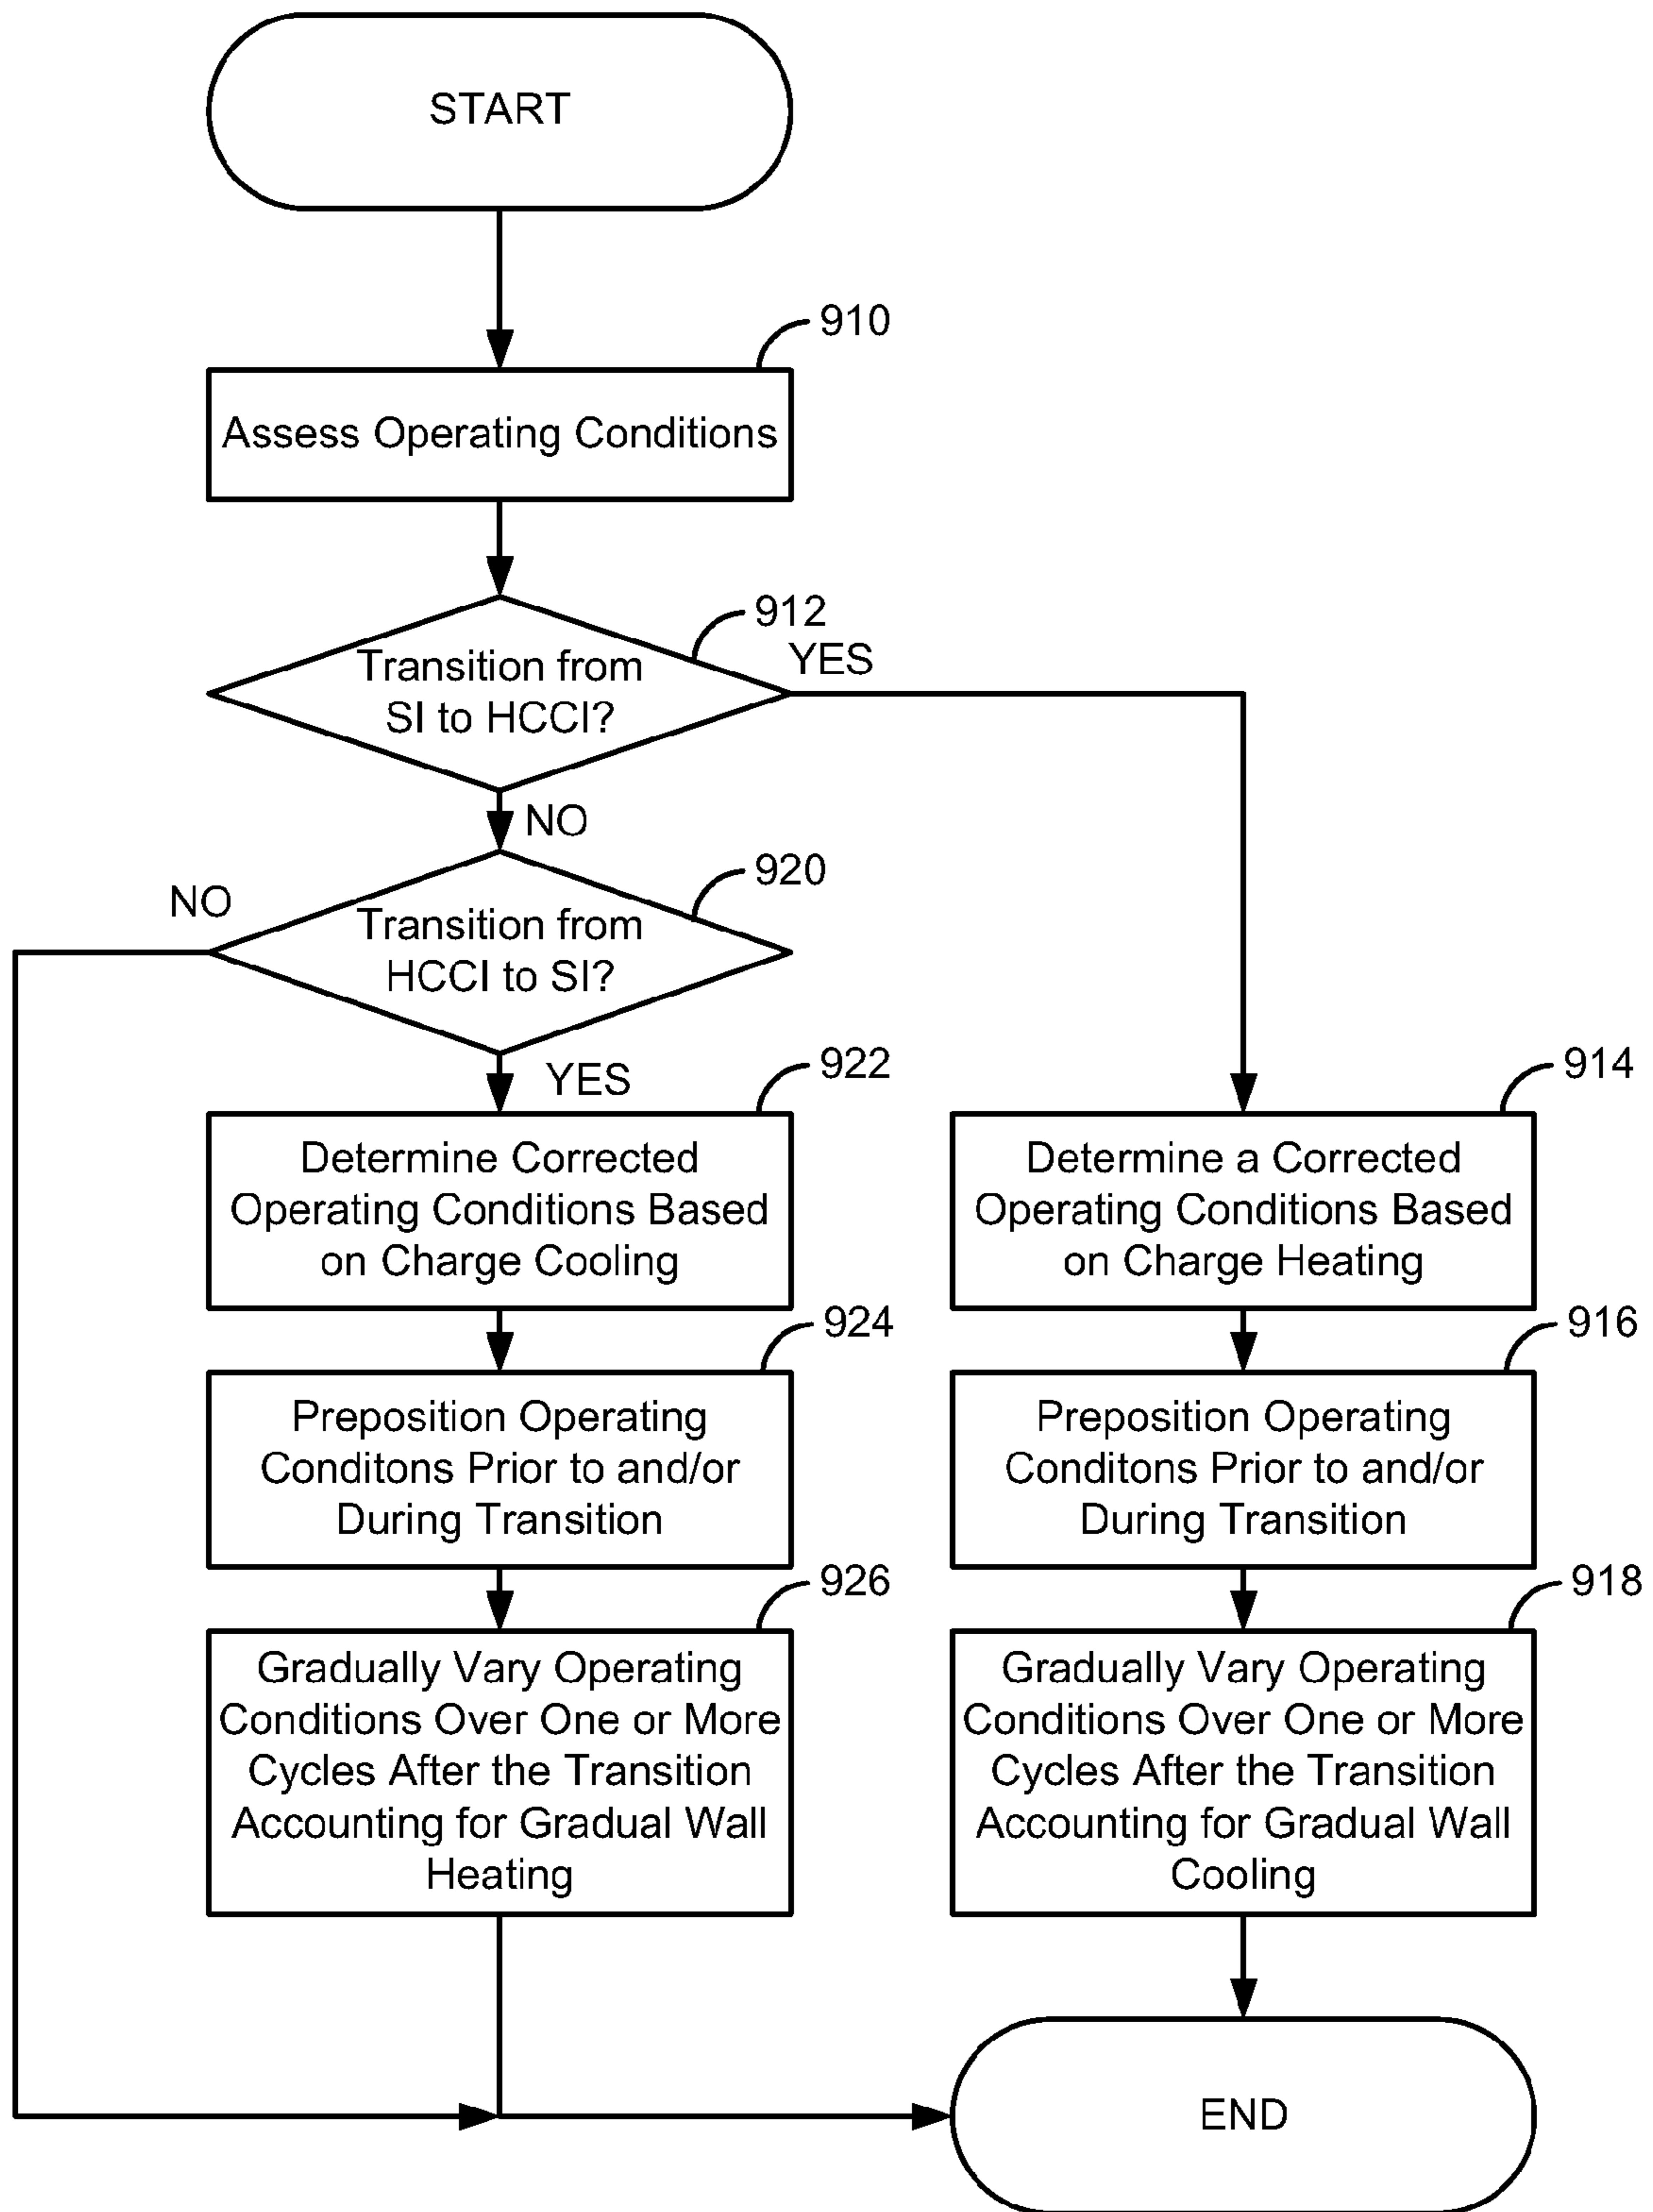 START
910
Assess Operating Conditions
912
Transition from
SI to HCCI?
YES
NO
920
NO
Transition from
HCCI to SI?
YES
922
Determine Corrected
Operating Conditions Based
on Charge Cooling
924
Preposition Operating
Conditons Prior to and/or
During Transition
926
Gradually Vary Operating
Conditions Over One or More
Cycles After the Transition
Accounting for Gradual Wall
Heating
914
Determine a Corrected
Operating Conditions Based
on Charge Heating
916
Preposition Operating
Conditons Prior to and/or
During Transition
918
Gradually Vary Operating
Conditions Over One or More
Cycles After the Transition
Accounting for Gradual Wall
Cooling
END